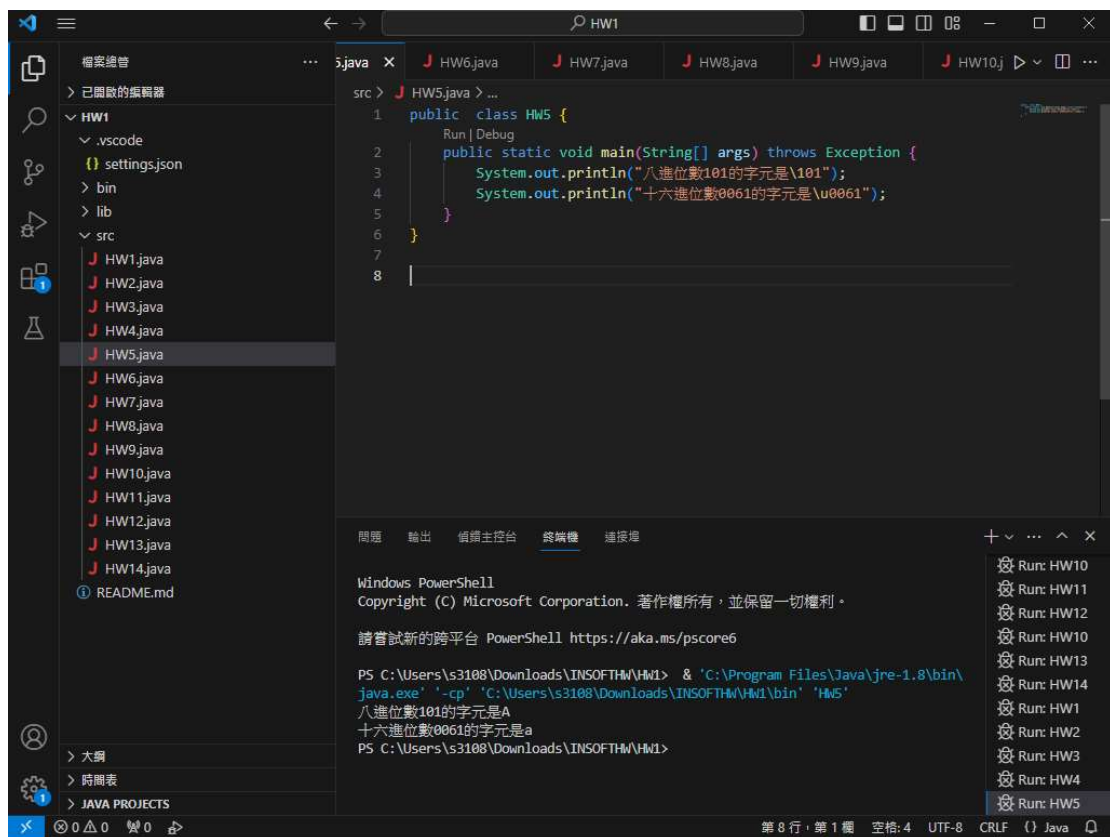 HW1
檔案總管
5.java
J HW6.java
J HW7.java
J HW8.java
J HW9.java
J HW10.j
> 已開啟的編輯器
src > J HW5.java > ...
HW1
.vscode
{} settings.json
> bin
> lib
src
J HW1.java
J HW2.java
J HW3.java
J HW4.java
J HW5.java
J HW6.java
J HW7.java
J HW8.java
J HW9.java
J HW10.java
J HW11.java
J HW12.java
J HW13.java
J HW14.java
README.md
> 大綱
> 時間表
> JAVA PROJECTS
1 public  class HW5 {
Run | Debug
2 public static void main(String[] args) throws Exception {
3 System.out.println("八進位數101的字元是\101");
4 System.out.println("十六進位數0061的字元是\u0061");
5 }
6 }
7
8
問題 輸出 偵錯主控台 終端機 連接埠
Windows PowerShell
Copyright (C) Microsoft Corporation. 著作權所有，並保留一切權利。
請嘗試新的跨平台 PowerShell https://aka.ms/pscore6
PS C:\Users\s3108\Downloads\INSOFTHW\HW1>  & 'C:\Program Files\Java\jre-1.8\bin\
java.exe' '-cp' 'C:\Users\s3108\Downloads\INSOFTHW\HW1\bin' 'HW5'
八進位數101的字元是A
十六進位數0061的字元是a
PS C:\Users\s3108\Downloads\INSOFTHW\HW1>
Run: HW10
Run: HW11
Run: HW12
Run: HW10
Run: HW13
Run: HW14
Run: HW1
Run: HW2
Run: HW3
Run: HW4
Run: HW5
1
1
0 0 0
第 8 行，第 1 欄 空格: 4 UTF-8 CRLF {} Java